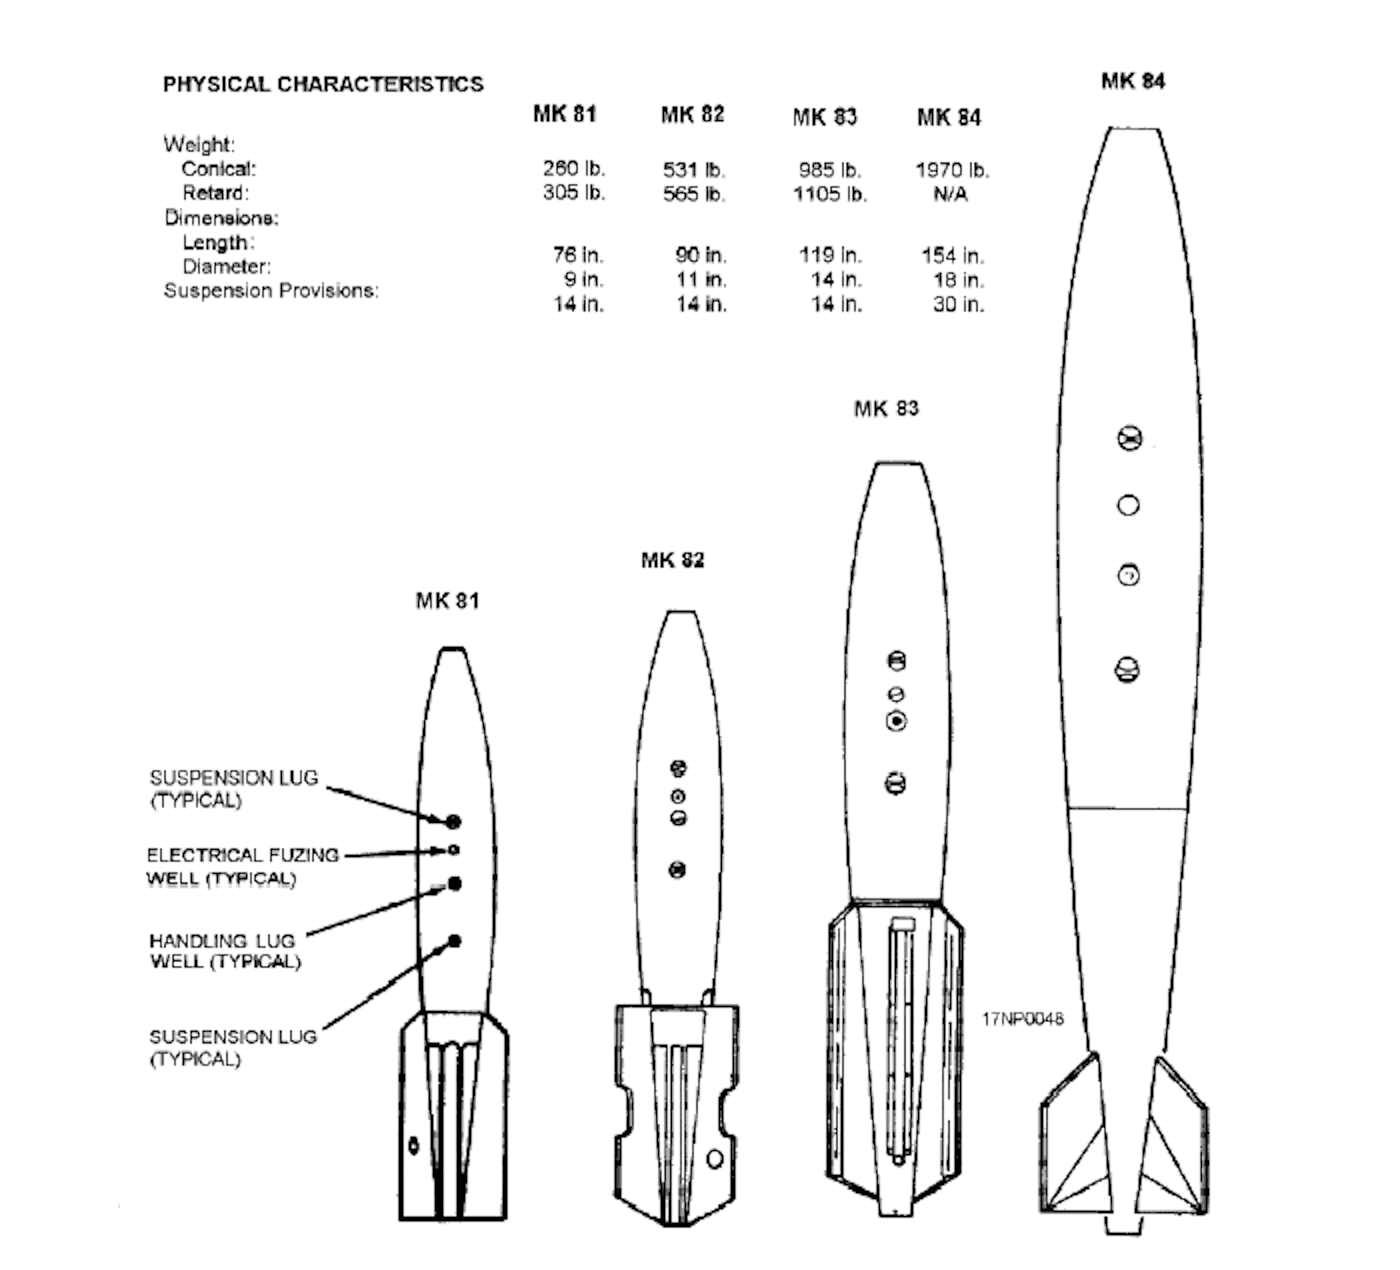 MK 84
PHYSICAL CHARACTERISTICS
MK 81 MK 82 MK 83 MK 84
Weight:
Conical: 260 lb. 531 lb. 985 lb. 1970 lb.
Retard: 305 lb. 565 lb. 1105 lb. N/A
Dimensions:
Length: 76 in. 90 in. 119 in. 154 in.
Diameter: 9 in. 11 in. 14 in. 18 in.
Suspension Provisions: 14 in. 14 in. 14 in. 30 in.
MK 83
MK 82
MK 81
SUSPENSION LUG
(TYPICAL)
ELECTRICAL FUZING
WELL (TYPICAL)
HANDLING LUG
WELL (TYPICAL)
SUSPENSION LUG
(TYPICAL)
17NP0048